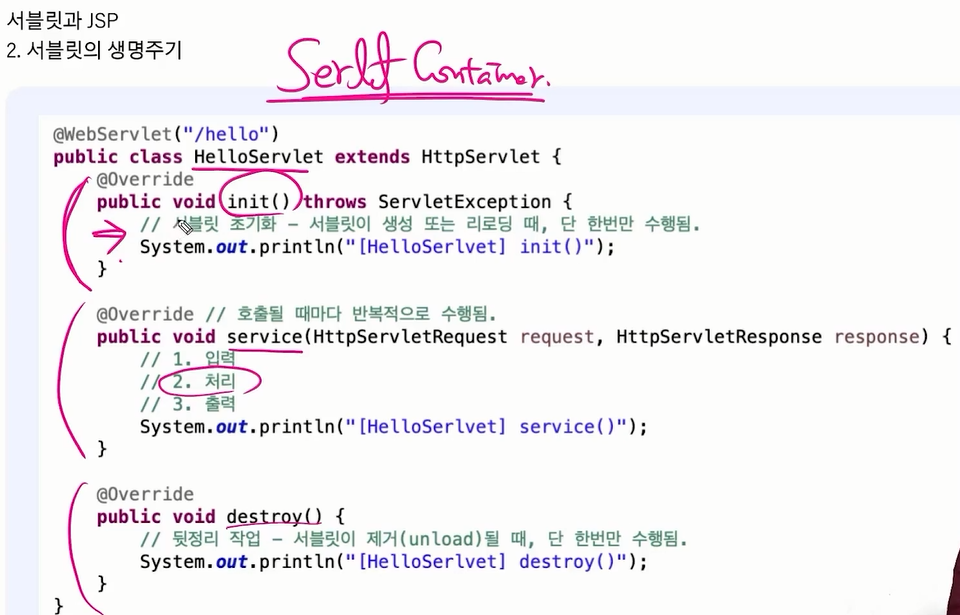 서블릿과 JSP
2. 서블릿의 생명주기
Servlet Container.
@WebServlet("/hello")
public class HelloServlet extends HttpServlet {
@Override
public void init() throws ServletException {
// 서블릿 초기화 - 서블릿이 생성 또는 리로딩 때, 단 한번만 수행됨.
System.out.println("[HelloSerlvet] init()");
}
@Override // 호출될 때마다 반복적으로 수행됨.
public void service(HttpServletRequest request, HttpServletResponse response) {
// 1. 입력
// 2. 처리
// 3. 출력
System.out.println("[HelloSerlvet] service()");
}
@Override
public void destroy() {
// 뒷정리 작업 - 서블릿이 제거(unload)될 때, 단 한번만 수행됨.
System.out.println("[HelloSerlvet] destroy()");
}
}